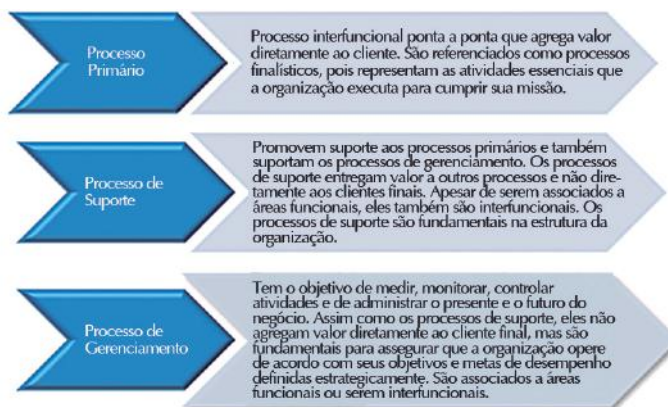 Processo
Primário
Processo interfuncional ponta a ponta que agrega valor
diretamente ao cliente. São referenciados como processos
finalísticos, pois representam as atividades essenciais que
a organização executa para cumprir sua missão.
Processo de
Suporte
Promovem suporte aos processos primários e também
suportam os processos de gerenciamento. Os processos
de suporte entregam valor a outros processos e não dire-
tamente aos clientes finais. Apesar de serem associados a
áreas funcionais, eles também são interfuncionais. Os
processos de suporte são fundamentais na estrutura da
organização.
Processo de
Gerenciamento
Tem o objetivo de medir, monitorar, controlar
atividades e de administrar o presente e o futuro do
negócio. Assim como os processos de suporte, eles não
agregam valor diretamente ao cliente final, mas são
fundamentais para assegurar que a organização opere
de acordo com seus objetivos e metas de desempenho
definidas estrategicamente. São associados a áreas
funcionais ou serem interfuncionais.